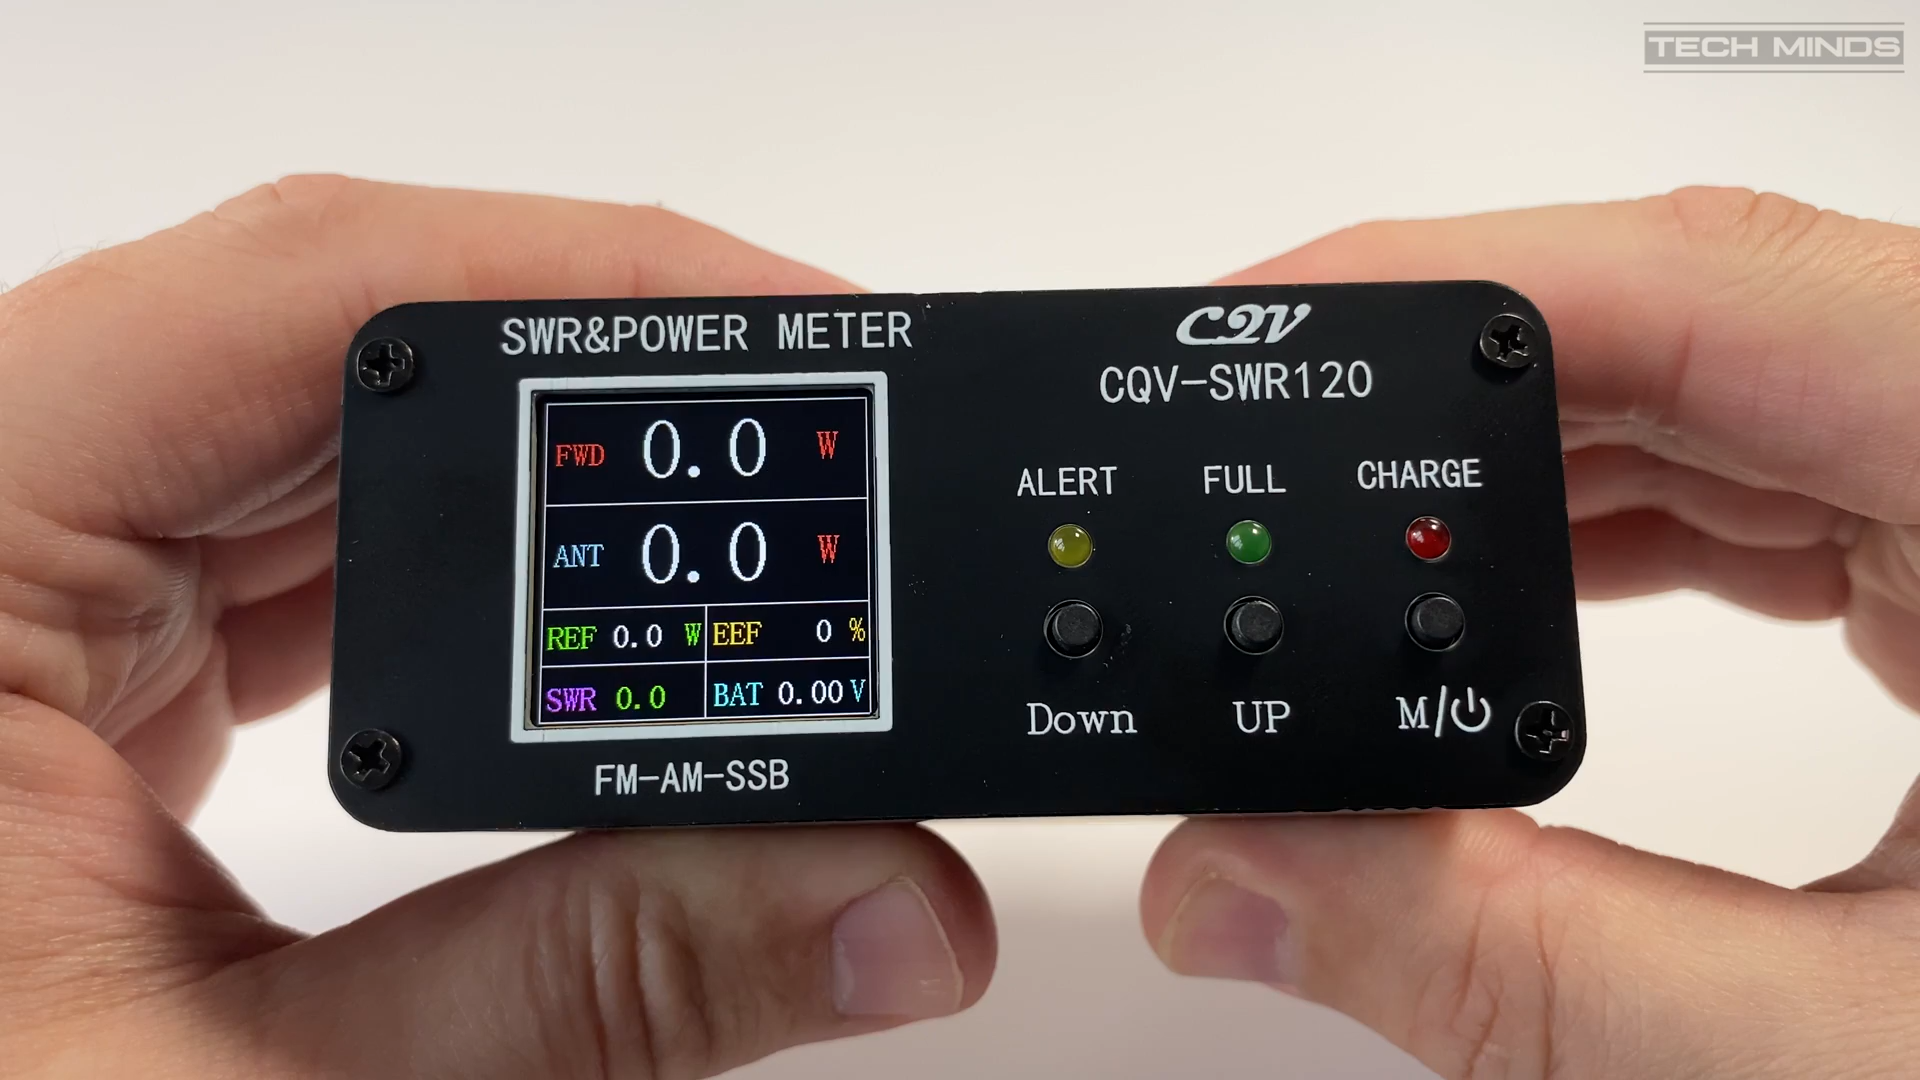 TECH MINDS
SWR&POWER METER
CQV
CQV-SWR120
FWD 0.0 W
ANT 0.0 W
REF 0.0 W EEF 0 %
SWR 0.0 BAT 0.00 V
FM-AM-SSB
ALERT FULL CHARGE
Down UP M/⏻